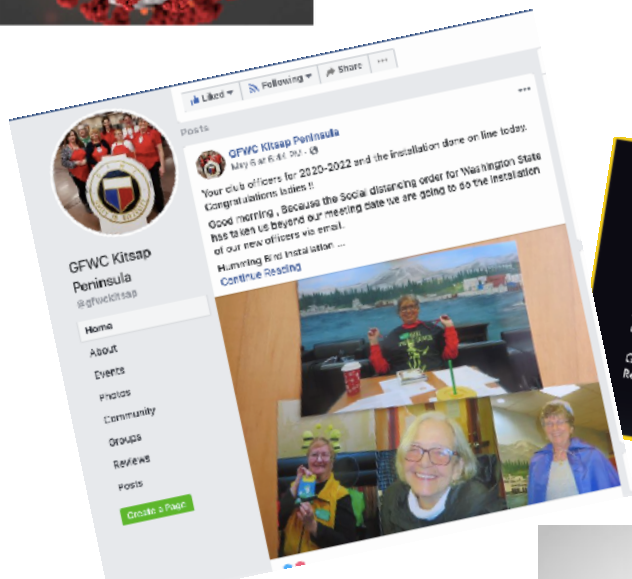 Liked
Following
Share
...
Posts
GFWC Kitsap Peninsula
May 6 at 6:44 PM
Your club officers for 2020-2022 and the installation done on line today.
Congratulations ladies !!
Good morning , Because the Social distancing order for Washington State
has taken us beyond our meeting date we are going to do the installation
of our new officers via email.
Humming Bird Installation ...
Continue Reading
GFWC Kitsap
Peninsula
@gfwckitsap
Home
About
Events
Photos
Community
Groups
Reviews
Posts
Create a Page